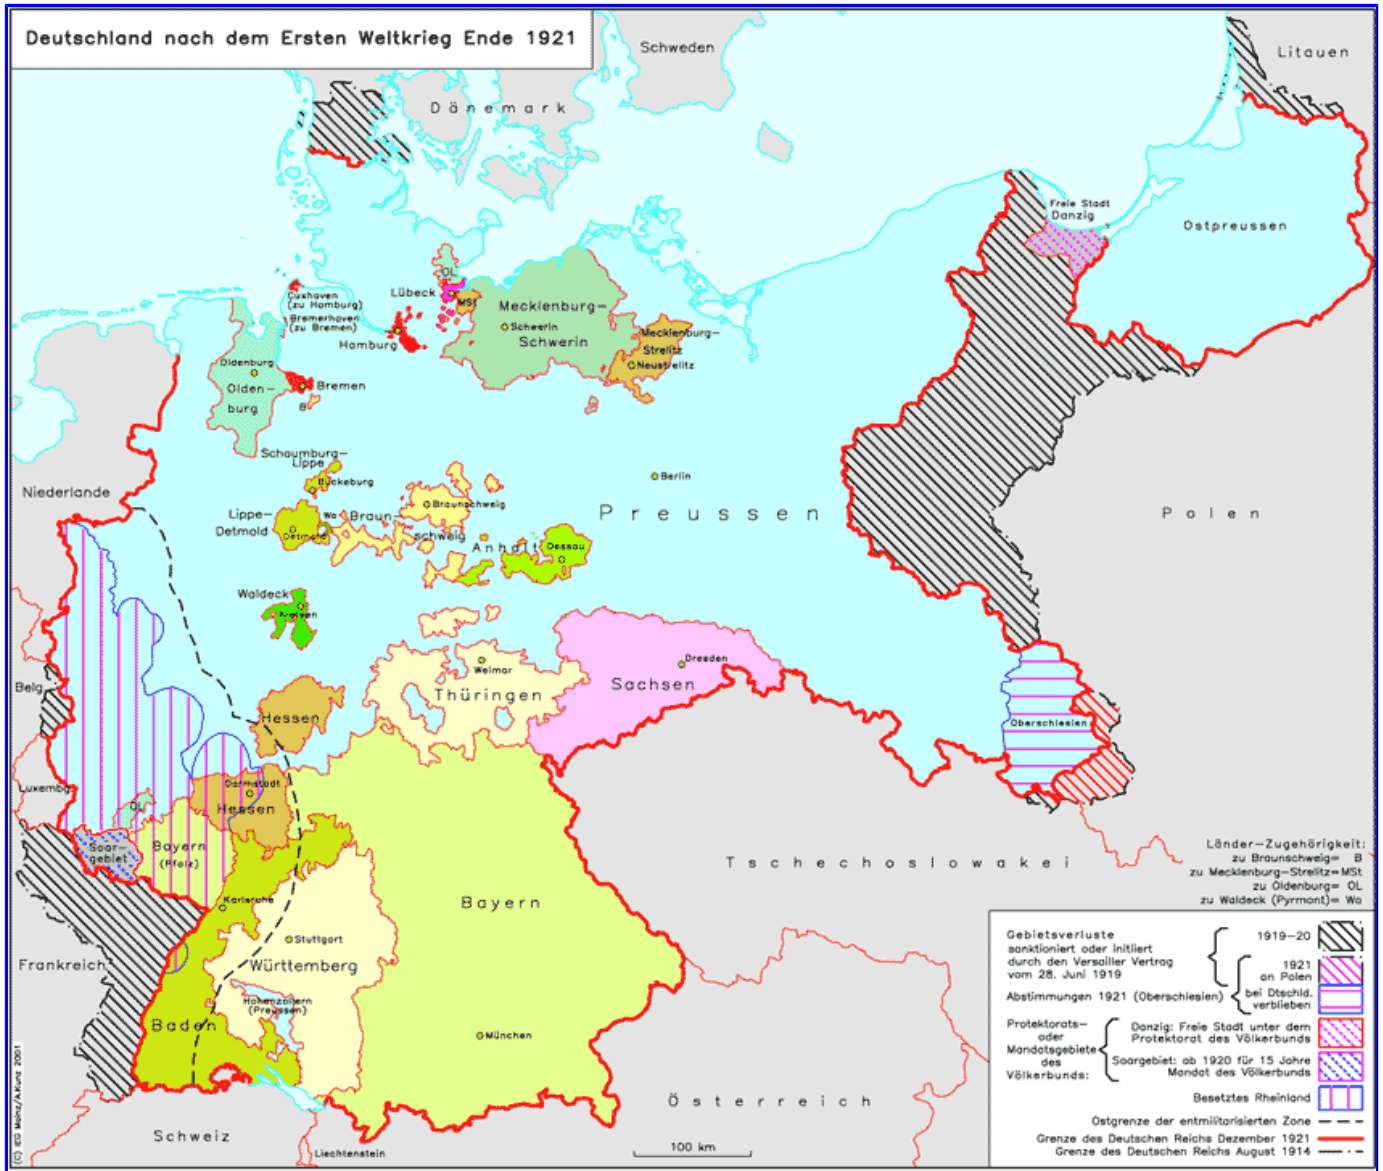 Deutschland nach dem Ersten Weltkrieg Ende 1921
Schweden
Litauen
Dänemark
Freie Stadt
Danzig
Ostpreussen
OL
Cuxhaven
(zu Hamburg)
Lübeck
MSt
Mecklenburg-
Schwerin
Schwerin
Bremerhaven
(zu Bremen)
Hamburg
Mecklenburg-
Strelitz
Neustrelitz
Oldenburg
Olden-
burg
Bremen
B
Schaumburg-
Lippe
Bückeburg
Berlin
Niederlande
Lippe-
Detmold
Detmold
Wa
Braun-
schweig
Braunschweig
Preussen
Polen
Anhalt
Dessau
Waldeck
Weimar
Thüringen
Dresden
Sachsen
Belg.
Hessen
Oberschlesien
Luxembg.
Darmstadt
Hessen
OL
Saar-
gebiet
Bayern
(Pfalz)
Tschechoslowakei
Karlsruhe
Bayern
Stuttgart
Württemberg
Frankreich
Hohenzollern
(Preussen)
Baden
München
Österreich
Schweiz
Liechtenstein
100 km
(C) IEG Mainz/A.Kunz 2001
Länder-Zugehörigkeit:
zu Braunschweig= B
zu Mecklenburg-Strelitz=MSt
zu Oldenburg= OL
zu Waldeck (Pyrmont)= Wa
Gebietsverluste
sanktioniert oder initiiert
durch den Versailler Vertrag
vom 28. Juni 1919
1919-20
1921
an Polen
Abstimmungen 1921 (Oberschlesien)
bei Dtschld.
verblieben
Protektorats-
oder
Mandatsgebiete
des
Völkerbunds:
Danzig: Freie Stadt unter dem
Protektorat des Völkerbunds
Saargebiet: ab 1920 für 15 Jahre
Mandat des Völkerbunds
Besetztes Rheinland
Ostgrenze der entmilitarisierten Zone
Grenze des Deutschen Reichs Dezember 1921
Grenze des Deutschen Reichs August 1914